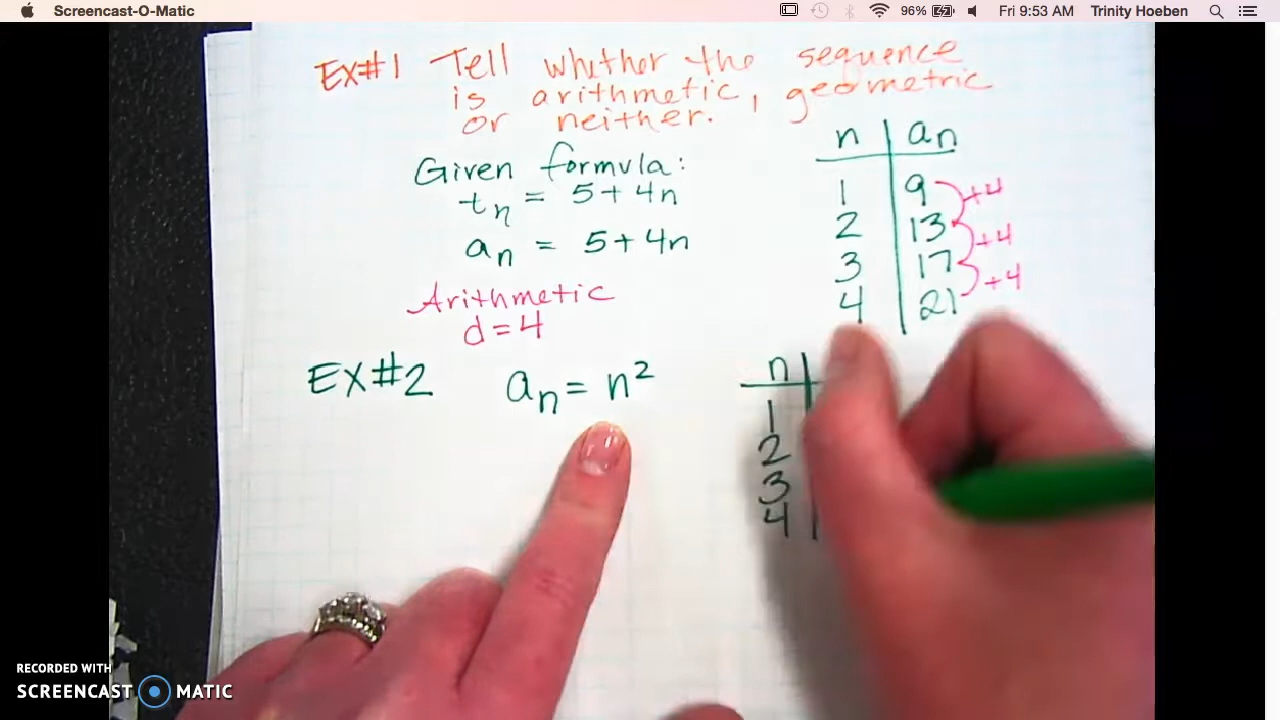 Screencast-O-Matic 96% Fri 9:53 AM Trinity Hoeben
EX#1 Tell whether the sequence
is arithmetic, geometric
or neither.
Given formula:
tn = 5+4n
an = 5+4n
Arithmetic
d=4
n an
1 9
2 13
3 17
4 21
+4
+4
+4
EX#2 an = n²
n
1
2
3
4
RECORDED WITH
SCREENCAST MATIC